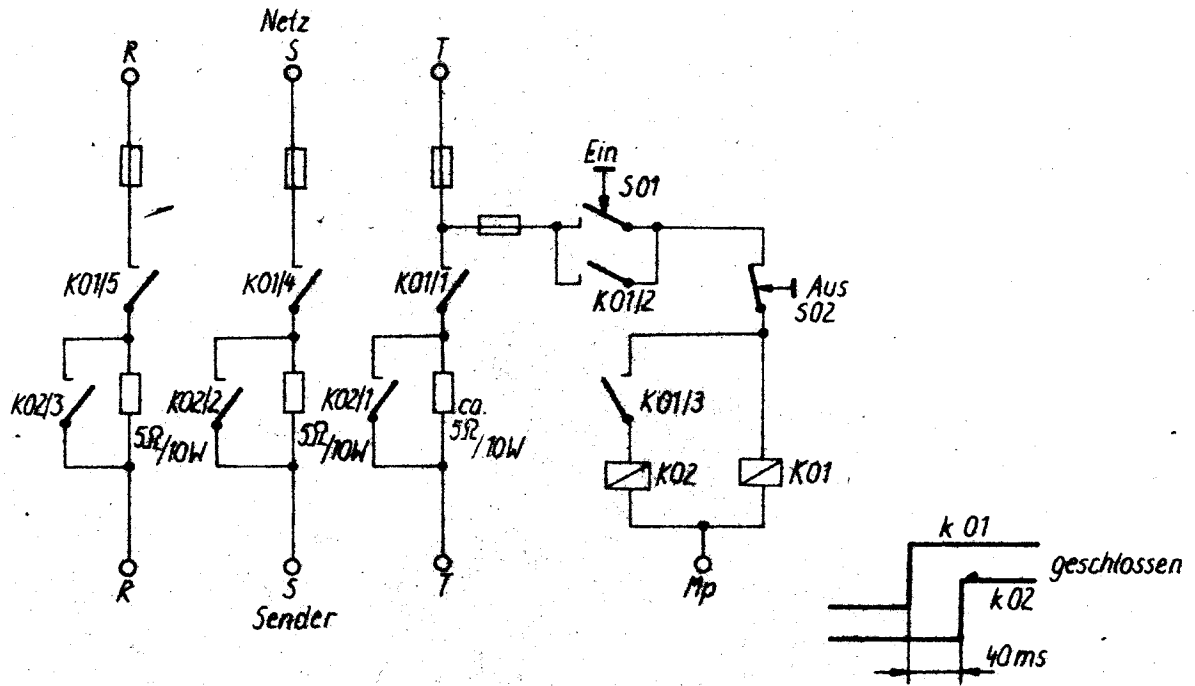 Netz
R
S
T
Ein
S01
K01/5
K01/4
K01/1
K01/2
Aus
S02
K02/3
K02/2
K02/1
K01/3
5Ω/10W
5Ω/10W
ca.
5Ω/10W
K02
K01
R
S
T
Mp
Sender
k 01
geschlossen
k02
40ms